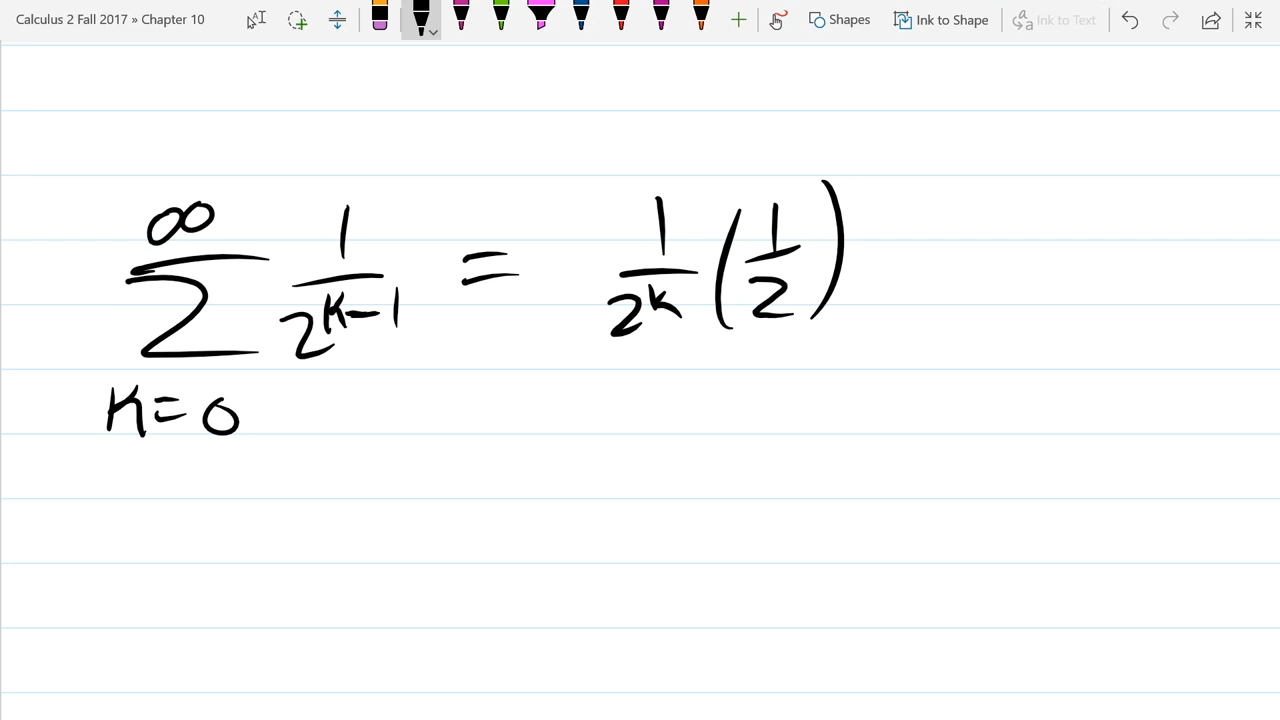 Calculus 2 Fall 2017 » Chapter 10 Shapes Ink to Shape Ink to Text
∞
∑ 1/2^(K-1) = 1/2^k (1/2)
K=0